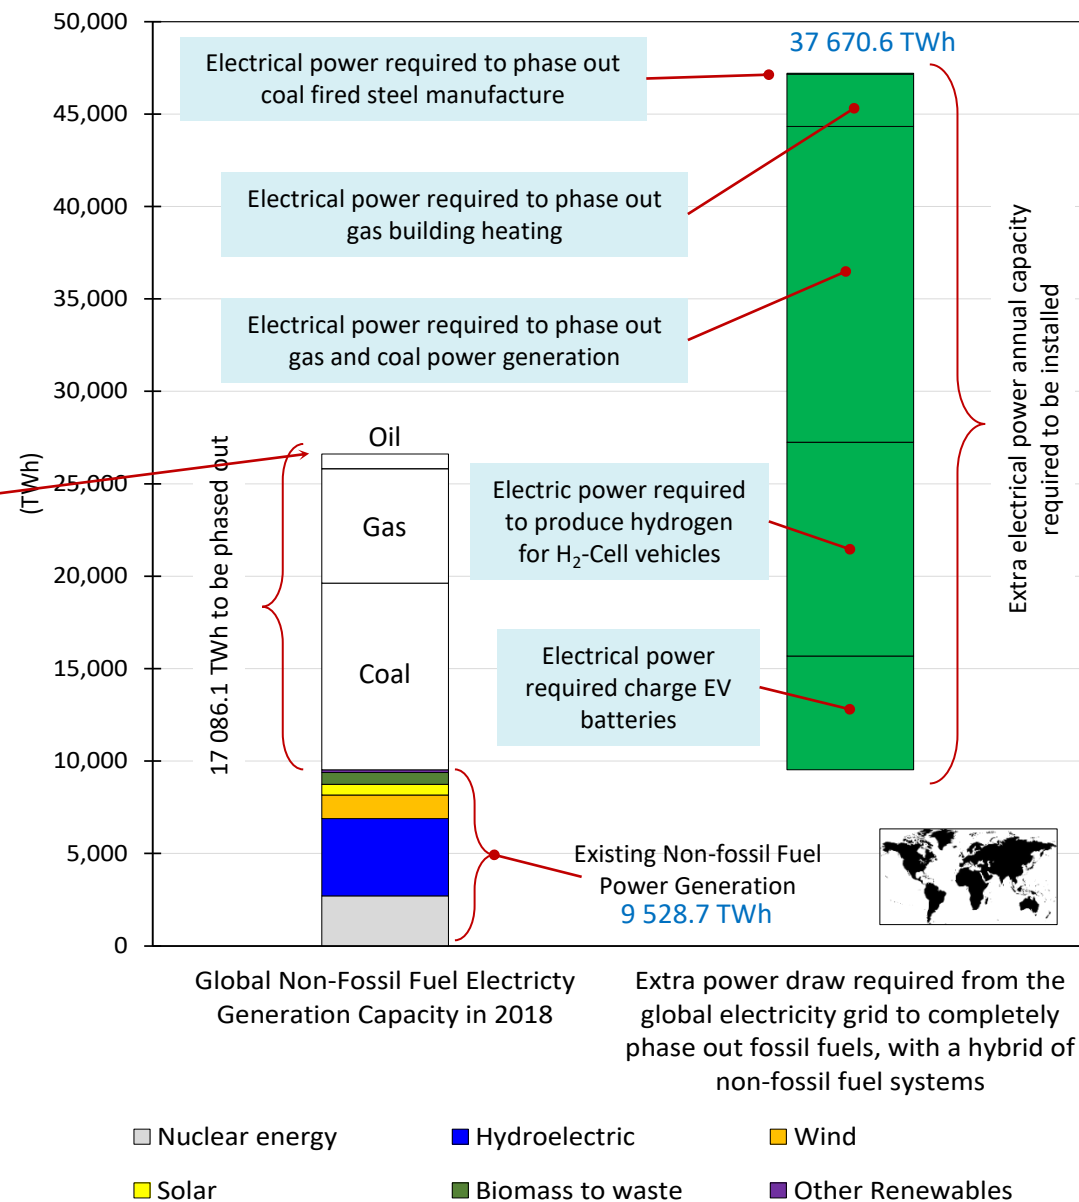 50,000
45,000
40,000
35,000
30,000
25,000
20,000
15,000
10,000
5,000
0
(TWh)
37 670.6 TWh
Electrical power required to phase out
coal fired steel manufacture
Electrical power required to phase out
gas building heating
Electrical power required to phase out
gas and coal power generation
Electric power required
to produce hydrogen
for H₂-Cell vehicles
Electrical power
required charge EV
batteries
Extra electrical power annual capacity
required to be installed
17 086.1 TWh to be phased out
Oil
Gas
Coal
Existing Non-fossil Fuel
Power Generation
9 528.7 TWh
Global Non-Fossil Fuel Electricty
Generation Capacity in 2018
Extra power draw required from the
global electricity grid to completely
phase out fossil fuels, with a hybrid of
non-fossil fuel systems
Nuclear energy
Hydroelectric
Wind
Solar
Biomass to waste
Other Renewables